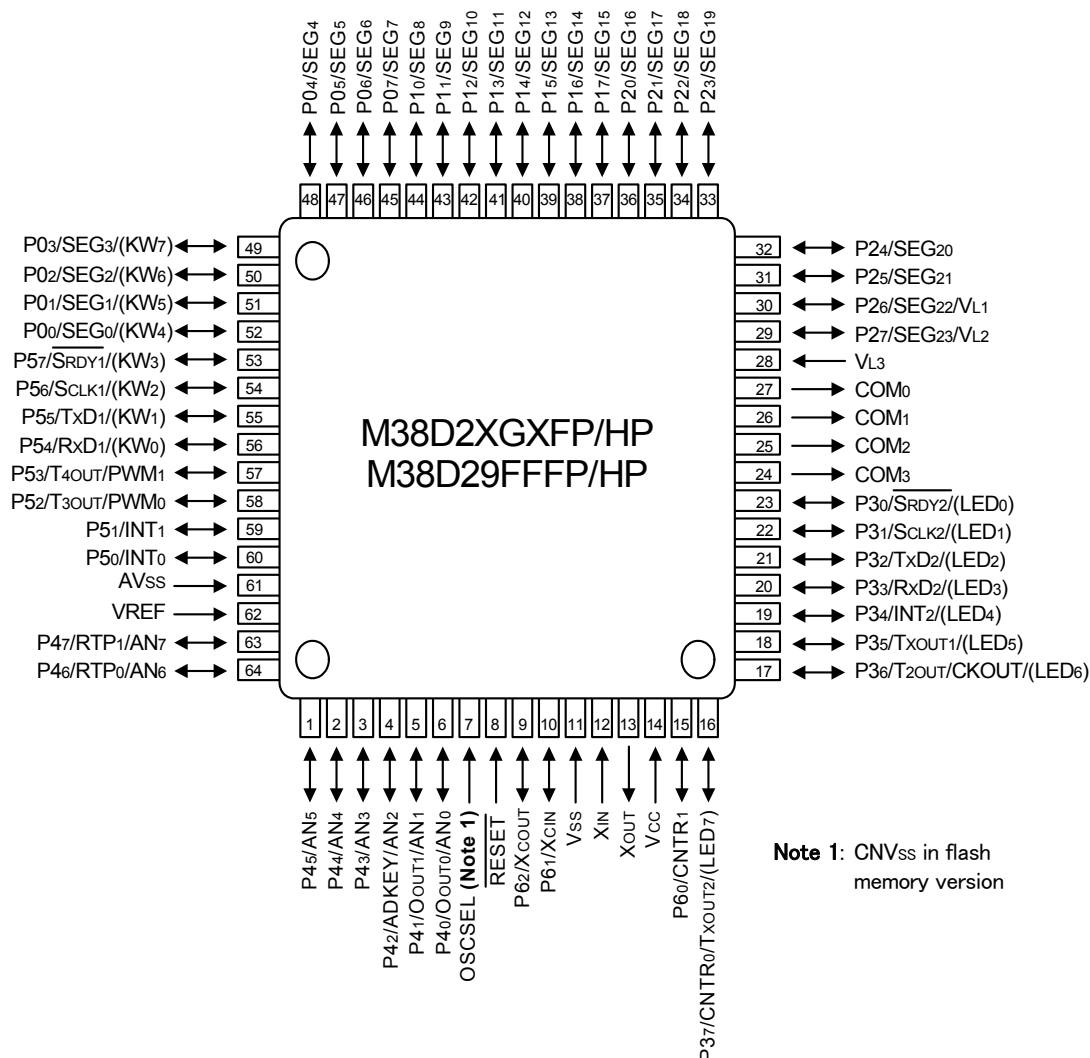 P04/SEG4
P05/SEG5
P06/SEG6
P07/SEG7
P10/SEG8
P11/SEG9
P12/SEG10
P13/SEG11
P14/SEG12
P15/SEG13
P16/SEG14
P17/SEG15
P20/SEG16
P21/SEG17
P22/SEG18
P23/SEG19
48 47 46 45 44 43 42 41 40 39 38 37 36 35 34 33
P03/SEG3/(KW7) 49
P02/SEG2/(KW6) 50
P01/SEG1/(KW5) 51
P00/SEG0/(KW4) 52
P57/SRDY1/(KW3) 53
P56/SCLK1/(KW2) 54
P55/TXD1/(KW1) 55
P54/RXD1/(KW0) 56
P53/T4OUT/PWM1 57
P52/T3OUT/PWM0 58
P51/INT1 59
P50/INT0 60
AVSS 61
VREF 62
P47/RTP1/AN7 63
P46/RTP0/AN6 64
M38D2XGXFP/HP
M38D29FFFP/HP
32 P24/SEG20
31 P25/SEG21
30 P26/SEG22/VL1
29 P27/SEG23/VL2
28 VL3
27 COM0
26 COM1
25 COM2
24 COM3
23 P30/SRDY2/(LED0)
22 P31/SCLK2/(LED1)
21 P32/TXD2/(LED2)
20 P33/RXD2/(LED3)
19 P34/INT2/(LED4)
18 P35/TXOUT1/(LED5)
17 P36/T2OUT/CKOUT/(LED6)
1 2 3 4 5 6 7 8 9 10 11 12 13 14 15 16
P45/AN5
P44/AN4
P43/AN3
P42/ADKEY/AN2
P41/OOUT1/AN1
P40/OOUT0/AN0
OSCSEL (Note 1)
RESET
P62/XCOUT
P61/XCIN
VSS
XIN
XOUT
VCC
P60/CNTR1
P37/CNTR0/TXOUT2/(LED7)
Note 1: CNVSS in flash
memory version